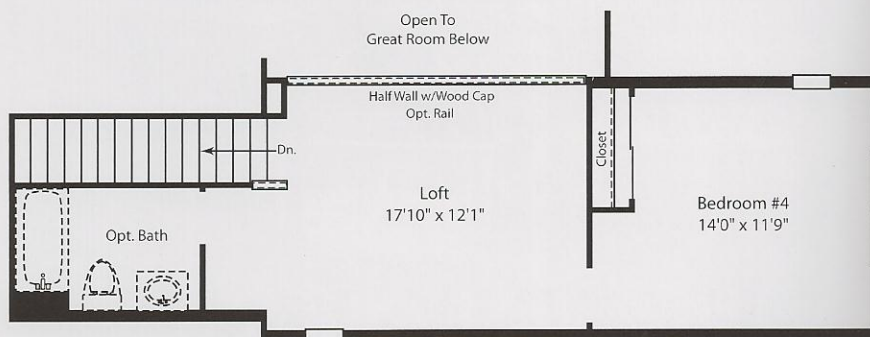 Open To
Great Room Below
Half Wall w/Wood Cap
Opt. Rail
Dn.
Closet
Loft
17'10" x 12'1"
Bedroom #4
14'0" x 11'9"
Opt. Bath